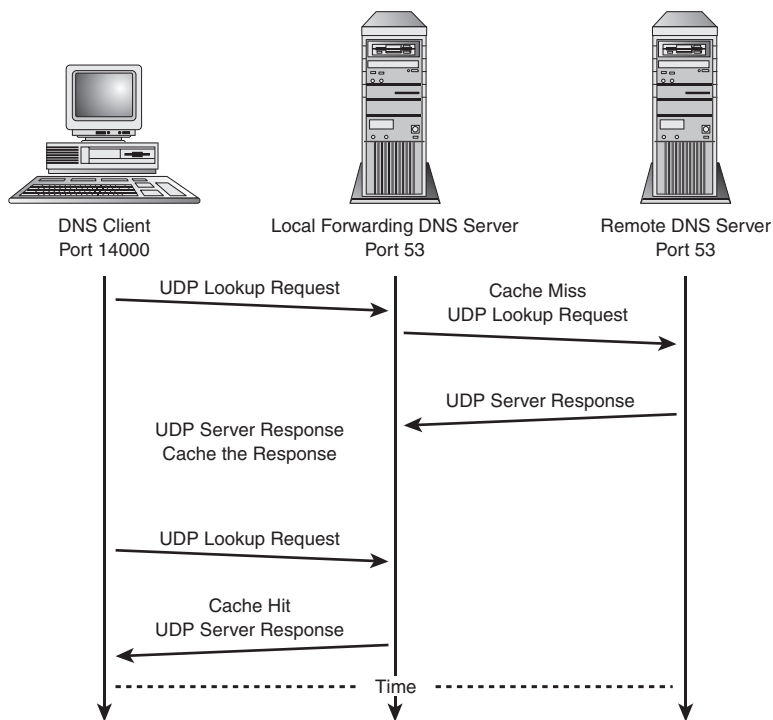 DNS Client
Port 14000
Local Forwarding DNS Server
Port 53
Remote DNS Server
Port 53
UDP Lookup Request
Cache Miss
UDP Lookup Request
UDP Server Response
UDP Server Response
Cache the Response
UDP Lookup Request
Cache Hit
UDP Server Response
Time